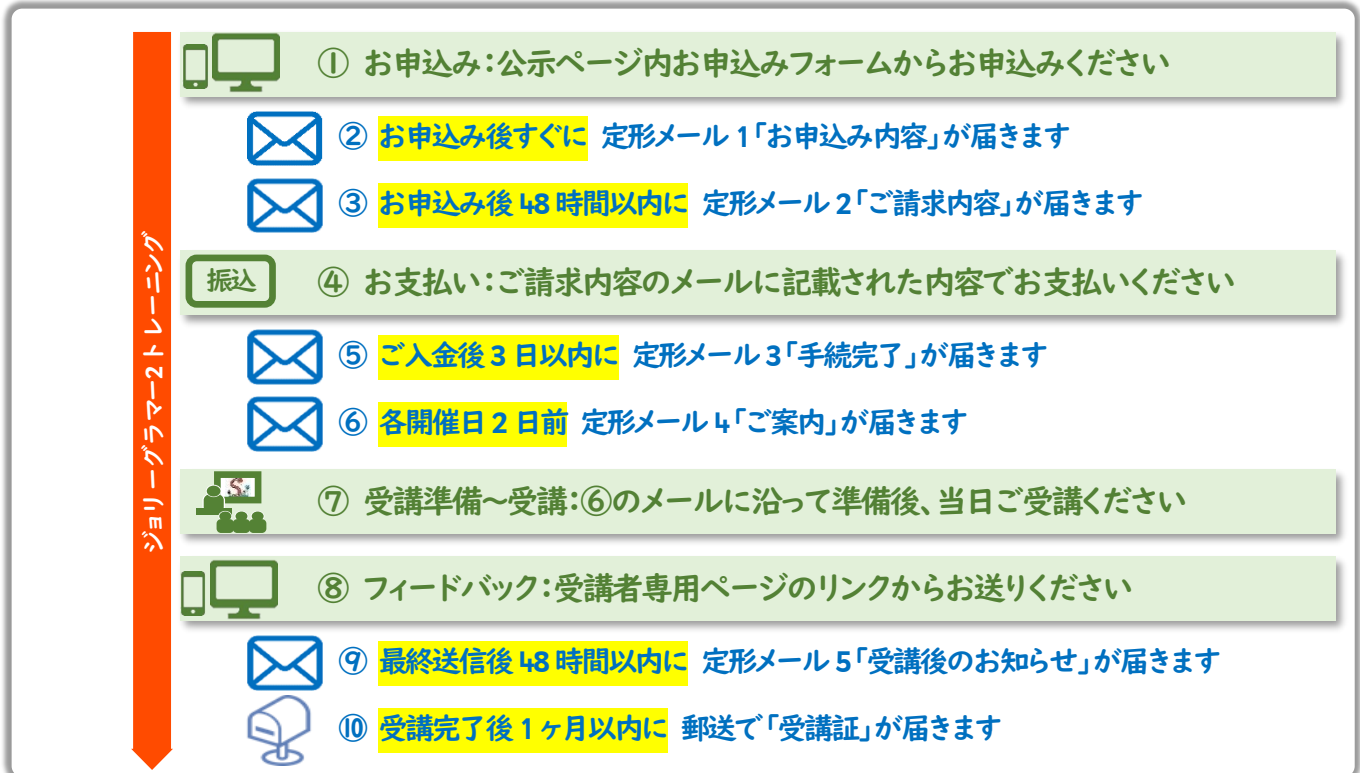 ジョリーグラマー2トレーニング
① お申込み：公示ページ内お申込みフォームからお申込みください
② お申込み後すぐに 定形メール1「お申込み内容」が届きます
③ お申込み後48時間以内に 定形メール2「ご請求内容」が届きます
振込 ④ お支払い：ご請求内容のメールに記載された内容でお支払いください
⑤ ご入金後3日以内に 定形メール3「手続完了」が届きます
⑥ 各開催日2日前 定形メール4「ご案内」が届きます
⑦ 受講準備～受講：⑥のメールに沿って準備後、当日ご受講ください
⑧ フィードバック：受講者専用ページのリンクからお送りください
⑨ 最終送信後48時間以内に 定形メール5「受講後のお知らせ」が届きます
⑩ 受講完了後1ヶ月以内に 郵送で「受講証」が届きます